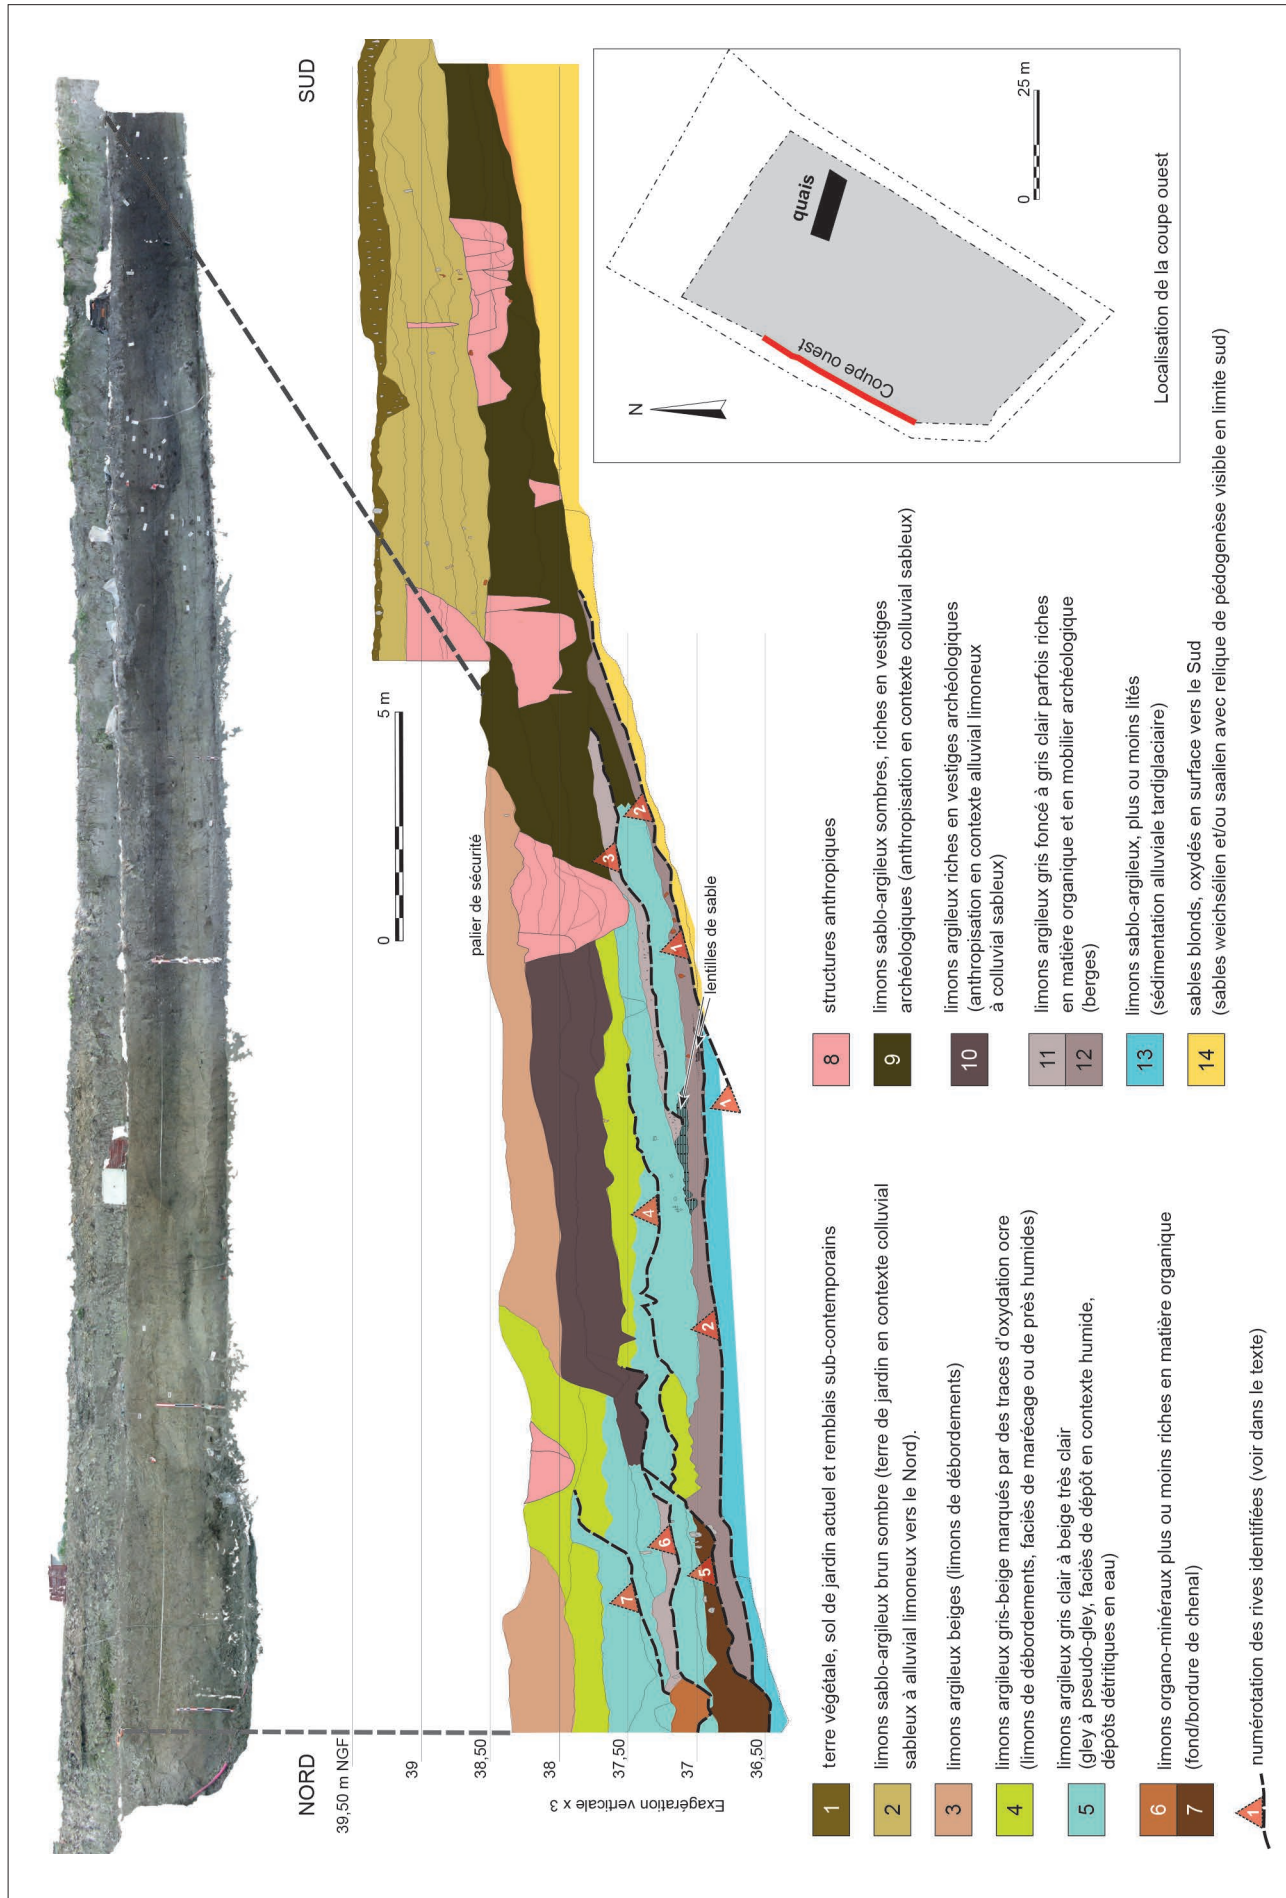 NORD
SUD
39,50 m NGF
39
38,50
38
37,50
37
36,50
Exagération verticale x 3
0
5 m
palier de sécurité
lentilles de sable
1
1
2
2
3
4
5
6
7
N
Coupe ouest
quais
0
25 m
Localisation de la coupe ouest
1
terre végétale, sol de jardin actuel et remblais sub-contemporains
2
limons sablo-argileux brun sombre (terre de jardin en contexte colluvial
sableux à alluvial limoneux vers le Nord).
3
limons argileux beiges (limons de débordements)
4
limons argileux gris-beige marqués par des traces d'oxydation ocre
(limons de débordements, faciès de marécage ou de près humides)
5
limons argileux gris clair à beige très clair
(gley à pseudo-gley, faciès de dépôt en contexte humide,
dépôts détritiques en eau)
6
7
limons organo-minéraux plus ou moins riches en matière organique
(fond/bordure de chenal)
1
numérotation des rives identifiées (voir dans le texte)
8
structures anthropiques
9
limons sablo-argileux sombres, riches en vestiges
archéologiques (anthropisation en contexte colluvial sableux)
10
limons argileux riches en vestiges archéologiques
(anthropisation en contexte alluvial limoneux
à colluvial sableux)
11
12
limons argileux gris foncé à gris clair parfois riches
en matière organique et en mobilier archéologique
(berges)
13
limons sablo-argileux, plus ou moins lités
(sédimentation alluviale tardiglaciaire)
14
sables blonds, oxydés en surface vers le Sud
(sables weichsélien et/ou saalien avec relique de pédogenèse visible en limite sud)